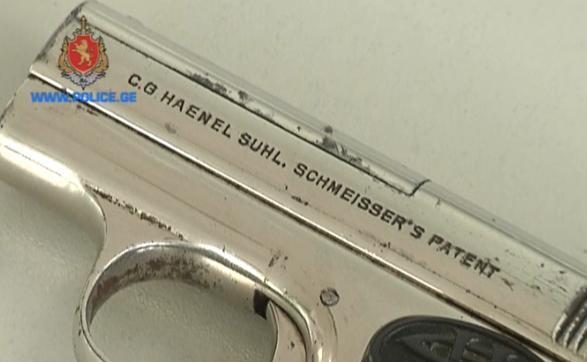 WWW.POLICE.GE
C.G. HAENEL SUHL. SCHMEISSER'S PATENT